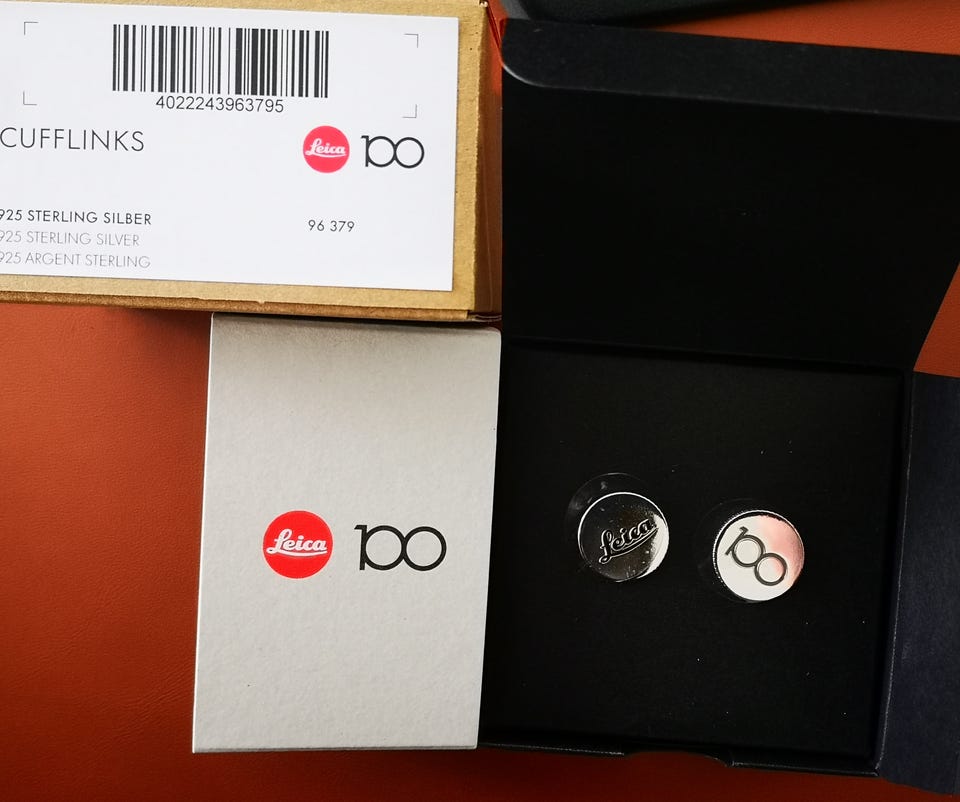 4022243963795
CUFFLINKS
Leica 100
925 STERLING SILBER
925 STERLING SILVER
925 ARGENT STERLING
96 379
Leica 100
Leica
100